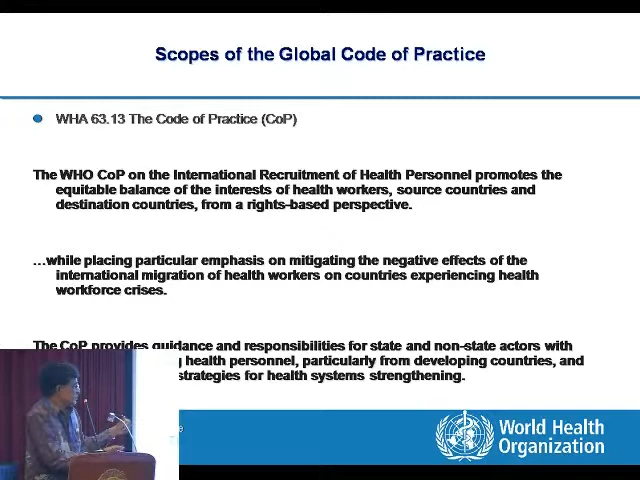 Scopes of the Global Code of Practice
WHA 63.13 The Code of Practice (CoP)
The WHO CoP on the International Recruitment of Health Personnel promotes the
equitable balance of the interests of health workers, source countries and
destination countries, from a rights-based perspective.
…while placing particular emphasis on mitigating the negative effects of the
international migration of health workers on countries experiencing health
workforce crises.
The CoP provides guidance and responsibilities for state and non-state actors with
health personnel, particularly from developing countries, and
strategies for health systems strengthening.
World Health
Organization